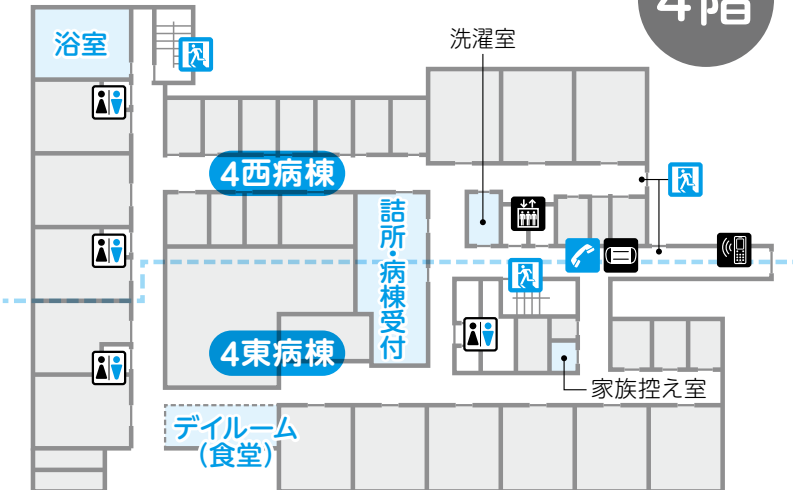 4階
浴室
洗濯室
4西病棟
詰所・病棟受付
4東病棟
家族控え室
デイルーム
（食堂）